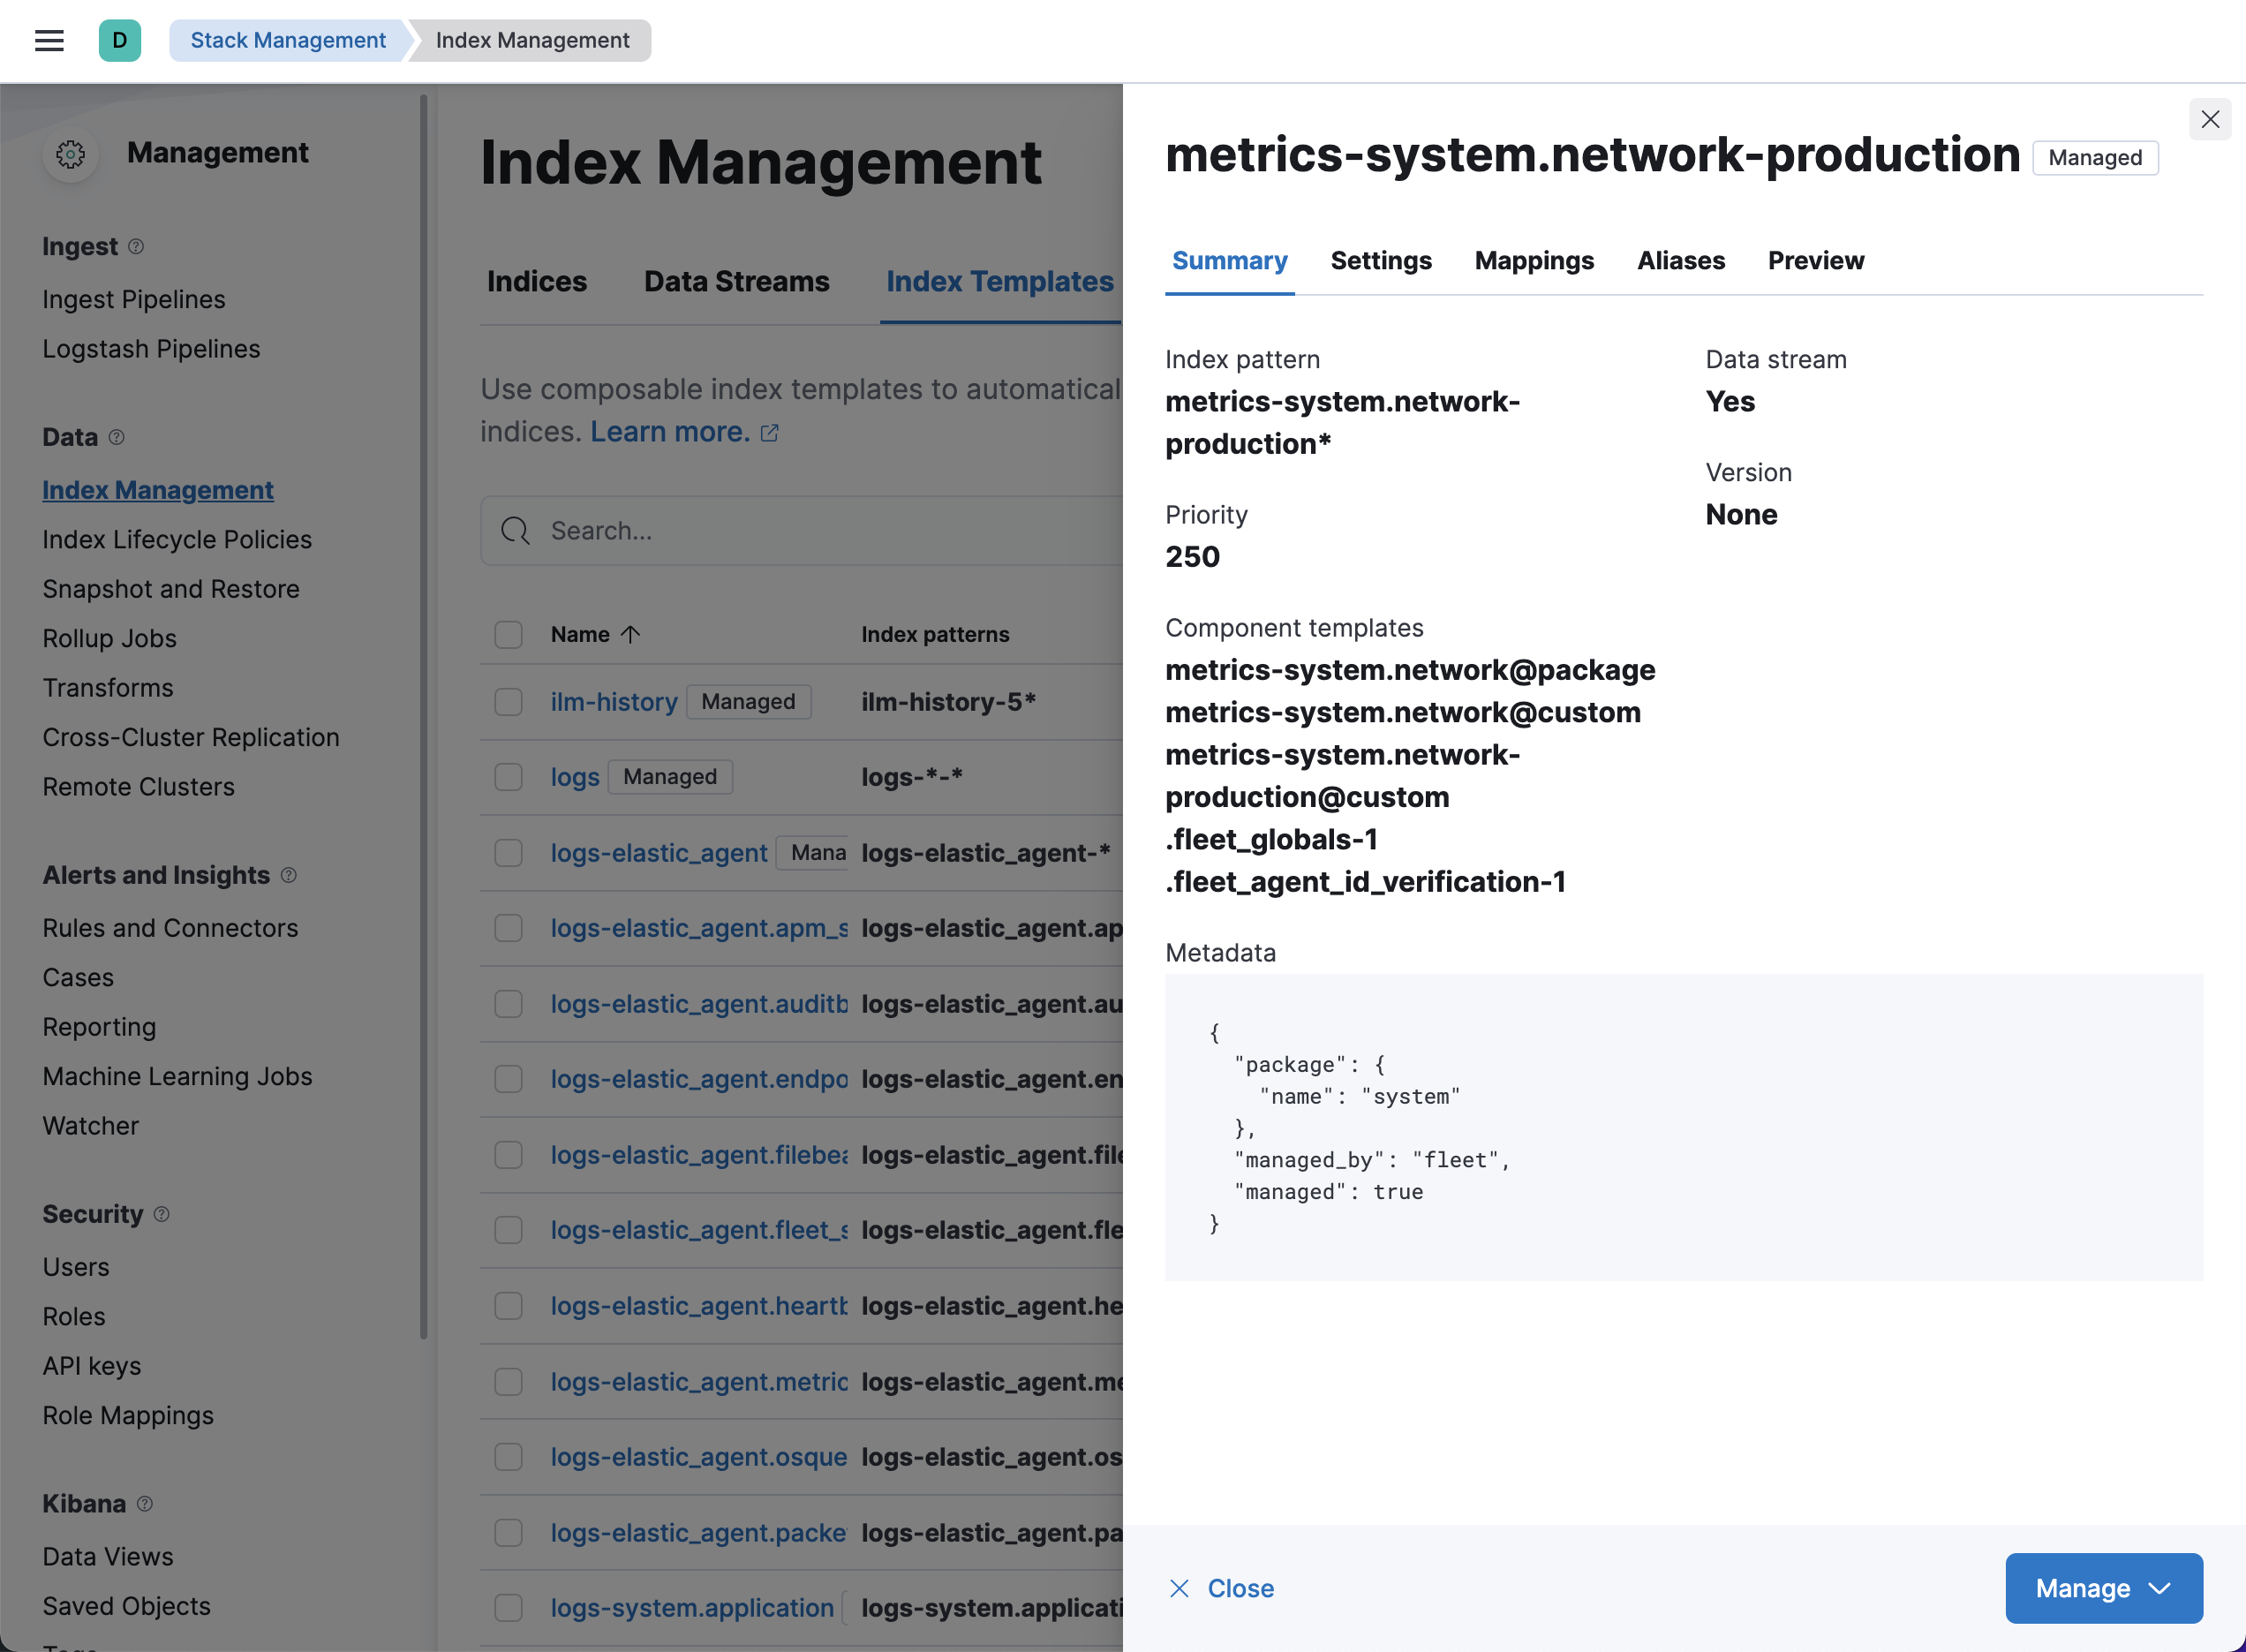 D
Stack Management
Index Management
Management
Ingest
Ingest Pipelines
Logstash Pipelines
Data
Index Management
Index Lifecycle Policies
Snapshot and Restore
Rollup Jobs
Transforms
Cross-Cluster Replication
Remote Clusters
Alerts and Insights
Rules and Connectors
Cases
Reporting
Machine Learning Jobs
Watcher
Security
Users
Roles
API keys
Role Mappings
Kibana
Data Views
Saved Objects
Index Management
Indices Data Streams Index Templates
Use composable index templates to automatical
indices. Learn more.
Search...
Name Index patterns
ilm-history Managed ilm-history-5*
logs Managed logs-*-*
logs-elastic_agent Mana logs-elastic_agent-*
logs-elastic_agent.apm_s logs-elastic_agent.ap
logs-elastic_agent.auditb logs-elastic_agent.au
logs-elastic_agent.endpo logs-elastic_agent.en
logs-elastic_agent.filebea logs-elastic_agent.file
logs-elastic_agent.fleet_s logs-elastic_agent.fle
logs-elastic_agent.heartb logs-elastic_agent.he
logs-elastic_agent.metric logs-elastic_agent.me
logs-elastic_agent.osque logs-elastic_agent.os
logs-elastic_agent.packe logs-elastic_agent.pa
logs-system.application logs-system.applicati
metrics-system.network-production Managed
Summary Settings Mappings Aliases Preview
Index pattern
metrics-system.network-
production*
Data stream
Yes
Priority
250
Version
None
Component templates
metrics-system.network@package
metrics-system.network@custom
metrics-system.network-
production@custom
.fleet_globals-1
.fleet_agent_id_verification-1
Metadata
{
"package": {
"name": "system"
},
"managed_by": "fleet",
"managed": true
}
Close
Manage